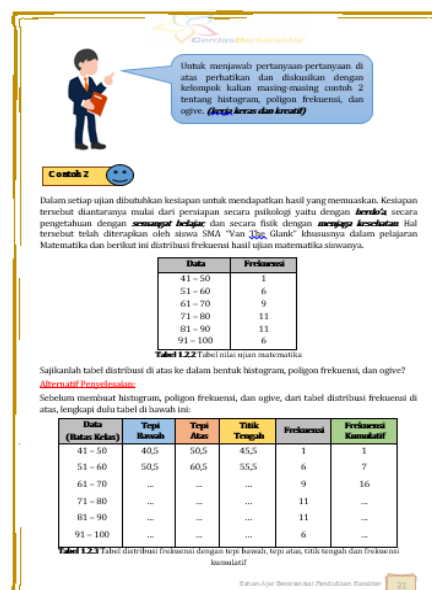 CerdasBerkarakter
Untuk menjawab pertanyaan-pertanyaan di
atas perhatikan dan diskusikan dengan
kelompok kalian masing-masing contoh 2
tentang histogram, poligon frekuensi, dan
ogive. (kerja keras dan kreatif)
Contoh 2
Dalam setiap ujian dibutuhkan kesiapan untuk mendapatkan hasil yang memuaskan. Kesiapan
tersebut diantaranya mulai dari persiapan secara psikologi yaitu dengan berdo'a, secara
pengetahuan dengan semangat belajar, dan secara fisik dengan menjaga kesehatan. Hal
tersebut telah diterapkan oleh siswa SMA "Van The Glank" khususnya dalam pelajaran
Matematika dan berikut ini distribusi frekuensi hasil ujian matematika siswanya.
Data Frekuensi
41 – 50 1
51 – 60 6
61 – 70 9
71 – 80 11
81 – 90 11
91 – 100 6
Tabel 1.2.2 Tabel nilai ujian matematika
Sajikanlah tabel distribusi di atas ke dalam bentuk histogram, poligon frekuensi, dan ogive?
Alternatif Penyelesaian:
Sebelum membuat histogram, poligon frekuensi, dan ogive, dari tabel distribusi frekuensi di
atas, lengkapi dulu tabel di bawah ini:
Data (Batas Kelas) Tepi Bawah Tepi Atas Titik Tengah Frekuensi Frekuensi Kumulatif
41 – 50 40,5 50,5 45,5 1 1
51 – 60 50,5 60,5 55,5 6 7
61 – 70 ... ... ... 9 16
71 – 80 ... ... ... 11 ...
81 – 90 ... ... ... 11 ...
91 – 100 ... ... ... 6 ...
Tabel 1.2.3 Tabel distribusi frekuensi dengan tepi bawah, tepi atas, titik tengah dan frekuensi
kumulatif
Bahan Ajar Berorientasi Pendidikan Karakter 21